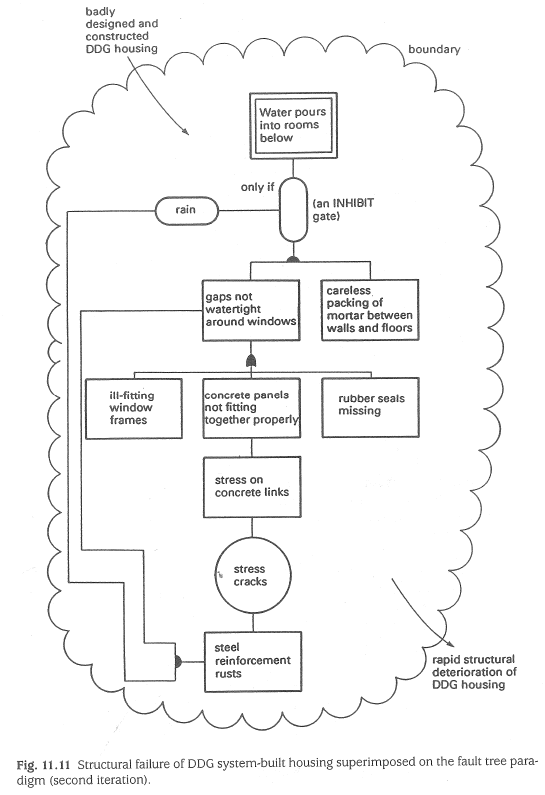 badly
designed and
constructed
DDG housing
boundary
Water pours
into rooms
below
only if
(an INHIBIT
gate)
rain
gaps not
watertight
around windows
careless
packing of
mortar between
walls and floors
ill-fitting
window
frames
concrete panels
not fitting
together properly
rubber seals
missing
stress on
concrete links
stress
cracks
steel
reinforcement
rusts
rapid structural
deterioration of
DDG housing
Fig. 11.11 Structural failure of DDG system-built housing superimposed on the fault tree para-
digm (second iteration).